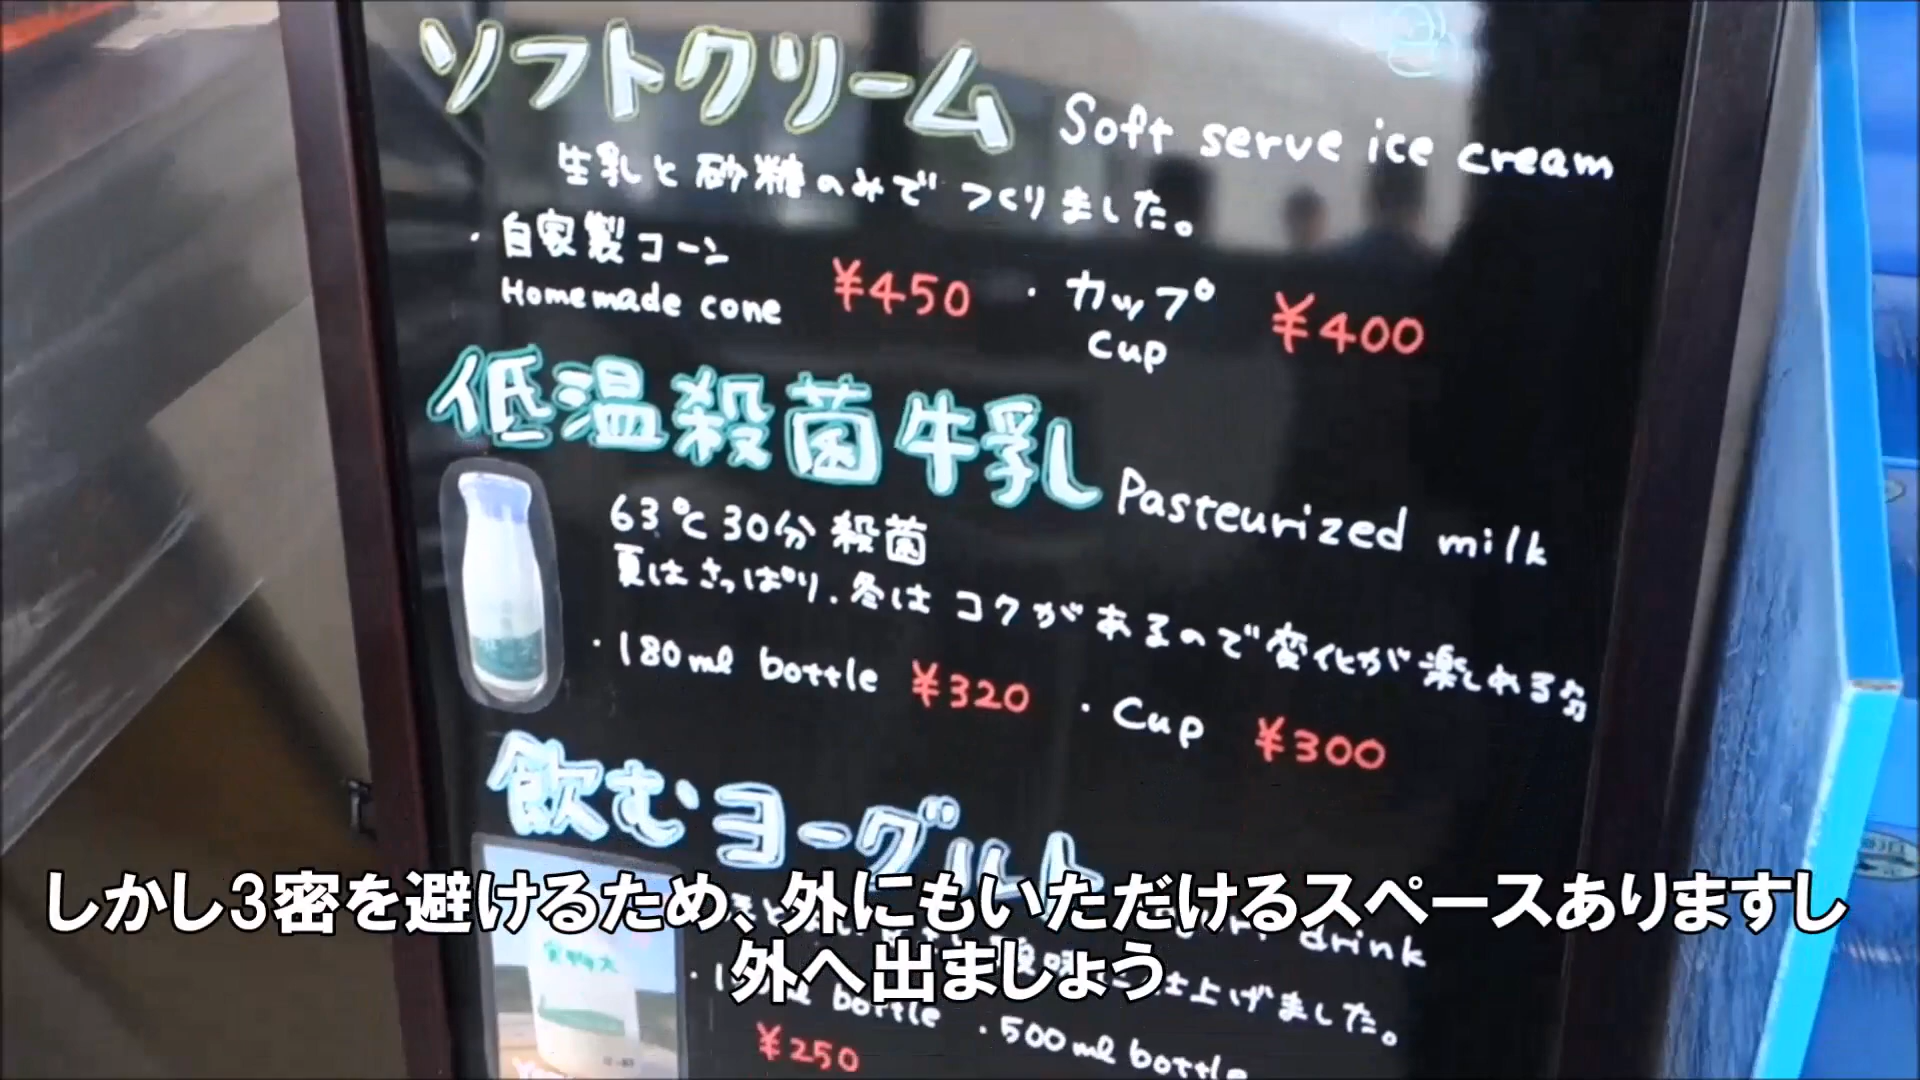 ソフトクリーム Soft serve ice cream
生乳と砂糖のみでつくりました。
・自家製コーン ¥450 ・カップ ¥400
Homemade cone Cup
低温殺菌牛乳 Pasteurized milk
63℃30分殺菌
夏はさっぱり、冬はコクがあるので変化が楽しめる♫
・180ml bottle ¥320 ・Cup ¥300
飲むヨーグルト
drink
仕上げました。
bottle ・500ml bottle
¥250
しかし3密を避けるため、外にもいただけるスペースありますし
外へ出ましょう